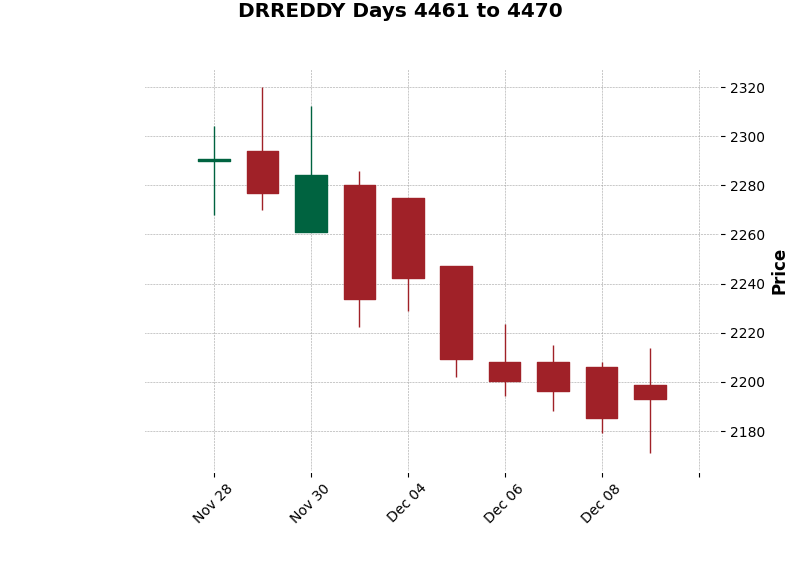 DRREDDY Days 4461 to 4470
2320
2300
2280
2260
2240
2220
2200
2180
Price
Nov 28
Nov 30
Dec 04
Dec 06
Dec 08